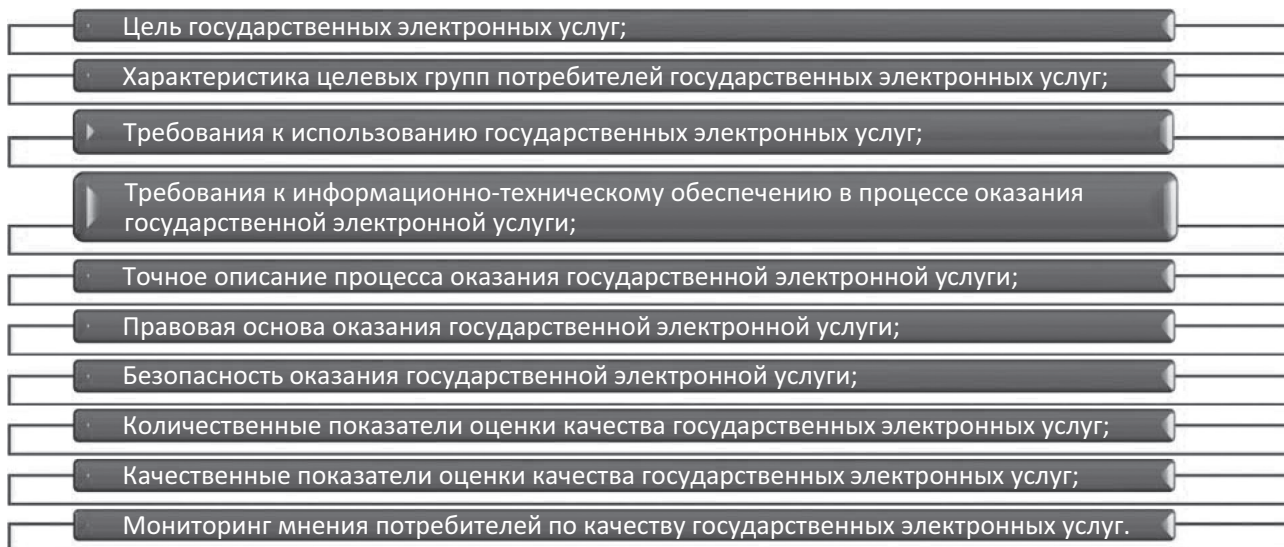 Цель государственных электронных услуг;
Характеристика целевых групп потребителей государственных электронных услуг;
Требования к использованию государственных электронных услуг;
Требования к информационно-техническому обеспечению в процессе оказания
государственной электронной услуги;
Точное описание процесса оказания государственной электронной услуги;
Правовая основа оказания государственной электронной услуги;
Безопасность оказания государственной электронной услуги;
Количественные показатели оценки качества государственных электронных услуг;
Качественные показатели оценки качества государственных электронных услуг;
Мониторинг мнения потребителей по качеству государственных электронных услуг.